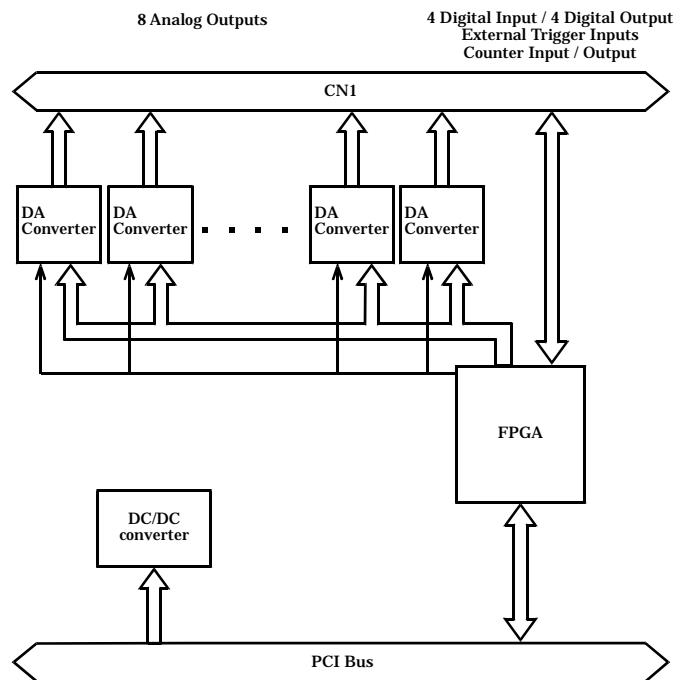 8 Analog Outputs
4 Digital Input / 4 Digital Output
External Trigger Inputs
Counter Input / Output
CN1
DA
Converter
DA
Converter
DA
Converter
DA
Converter
FPGA
DC/DC
converter
PCI Bus